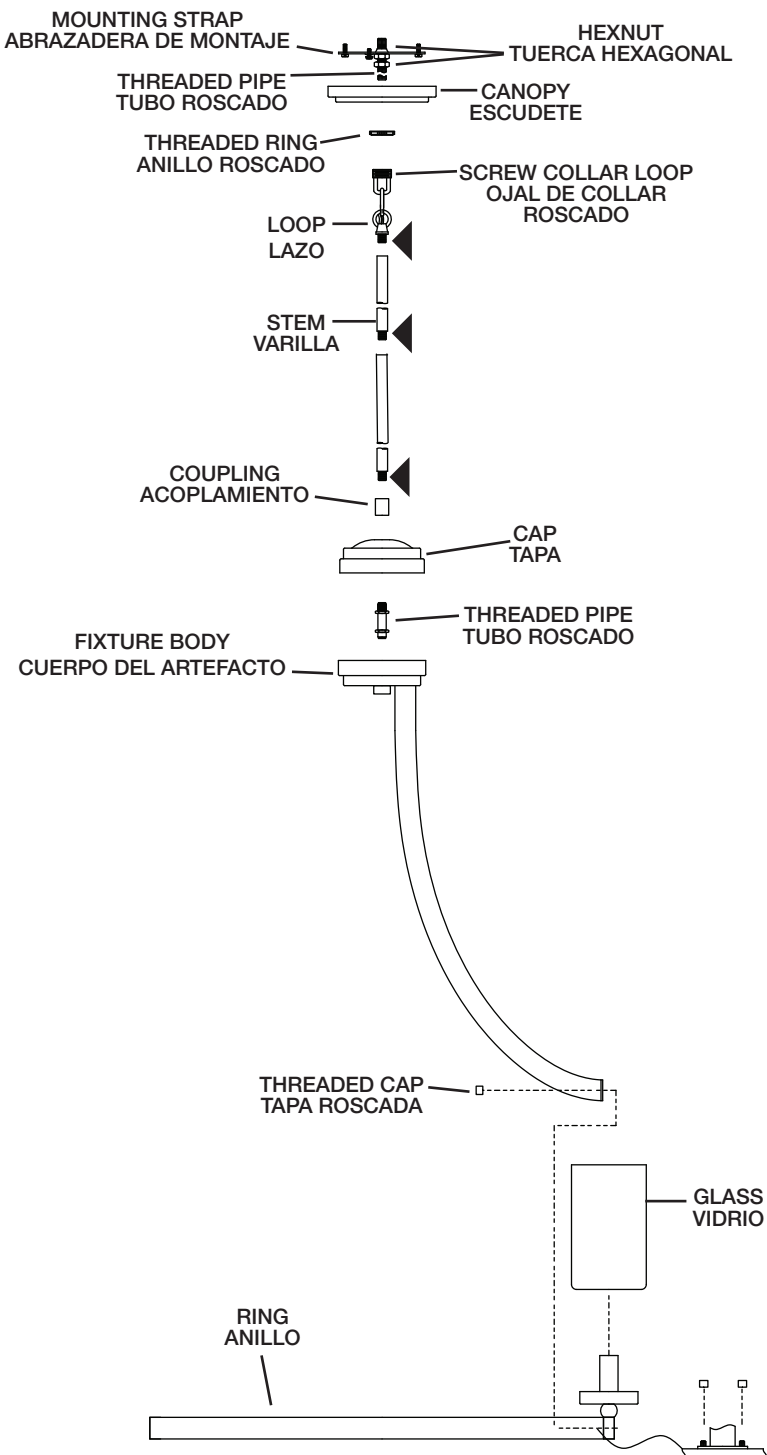 MOUNTING STRAP
ABRAZADERA DE MONTAJE
HEXNUT
TUERCA HEXAGONAL
THREADED PIPE
TUBO ROSCADO
CANOPY
ESCUDETE
THREADED RING
ANILLO ROSCADO
SCREW COLLAR LOOP
OJAL DE COLLAR
ROSCADO
LOOP
LAZO
STEM
VARILLA
COUPLING
ACOPLAMIENTO
CAP
TAPA
THREADED PIPE
TUBO ROSCADO
FIXTURE BODY
CUERPO DEL ARTEFACTO
THREADED CAP
TAPA ROSCADA
GLASS
VIDRIO
RING
ANILLO